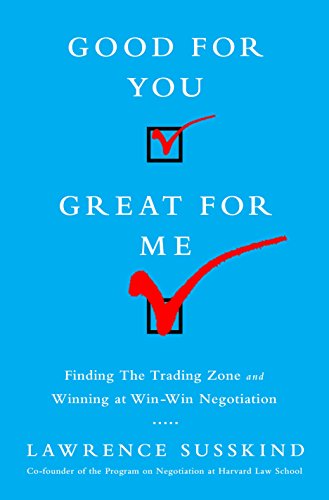 GOOD FOR
YOU
GREAT FOR
ME
Finding The Trading Zone and
Winning at Win-Win Negotiation
.....
LAWRENCE SUSSKIND
Co-founder of the Program on Negotiation at Harvard Law School